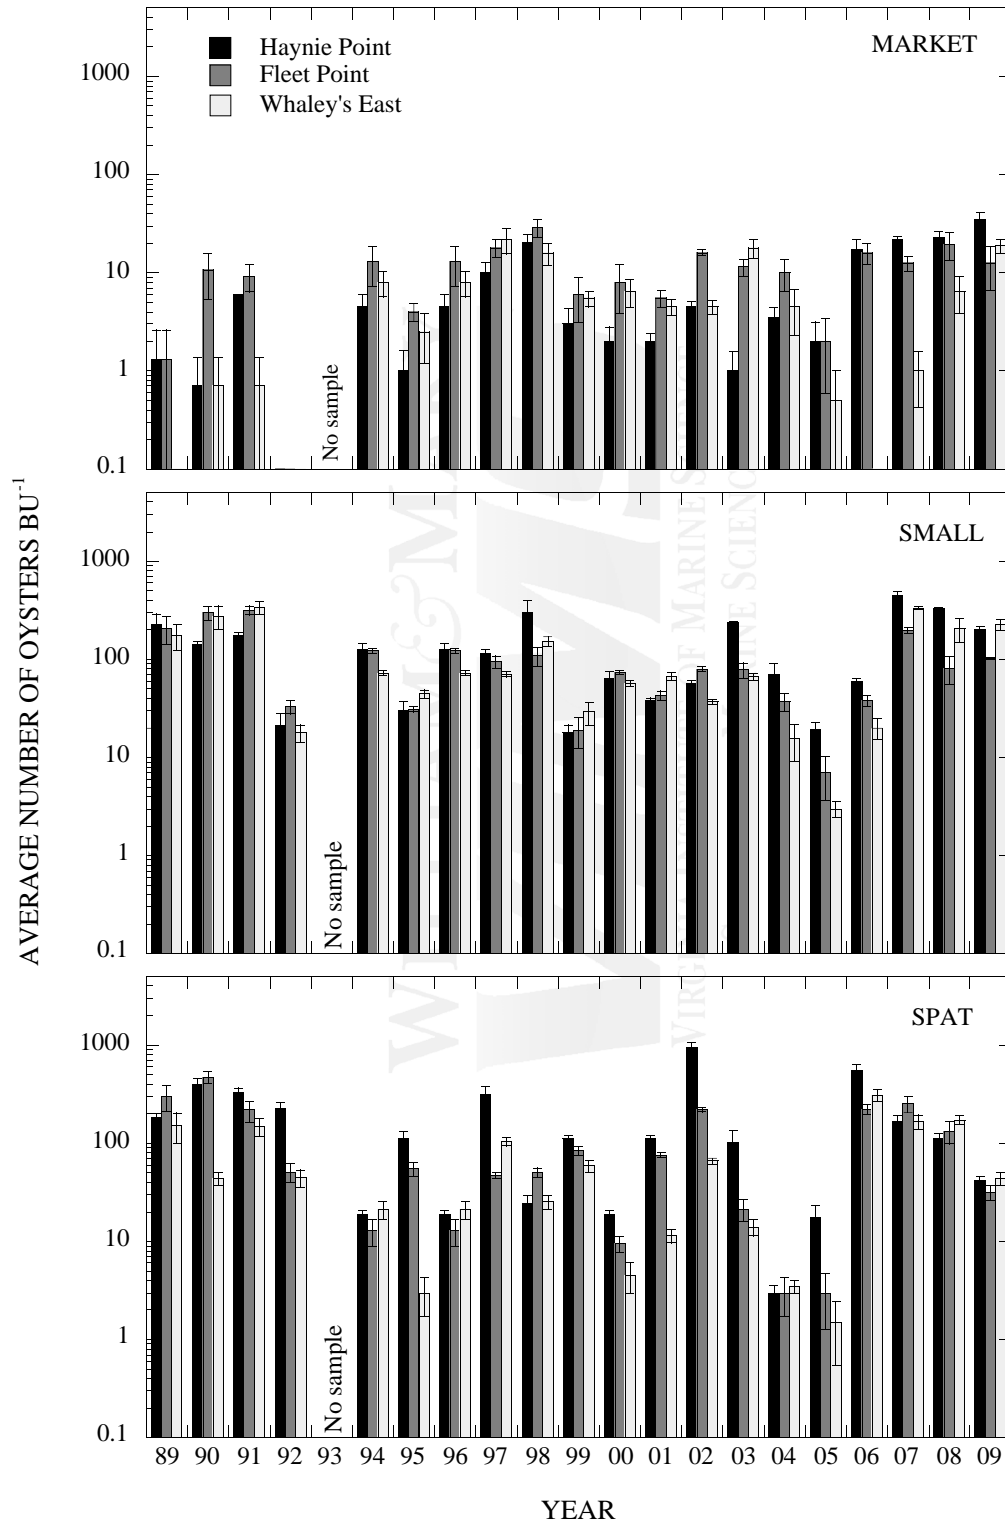 MARKET
Haynie Point
Fleet Point
Whaley's East
1000
100
10
1
0.1
No sample
SMALL
1000
100
10
1
0.1
No sample
SPAT
1000
100
10
1
0.1
No sample
AVERAGE NUMBER OF OYSTERS BU-1
89 90 91 92 93 94 95 96 97 98 99 00 01 02 03 04 05 06 07 08 09
YEAR